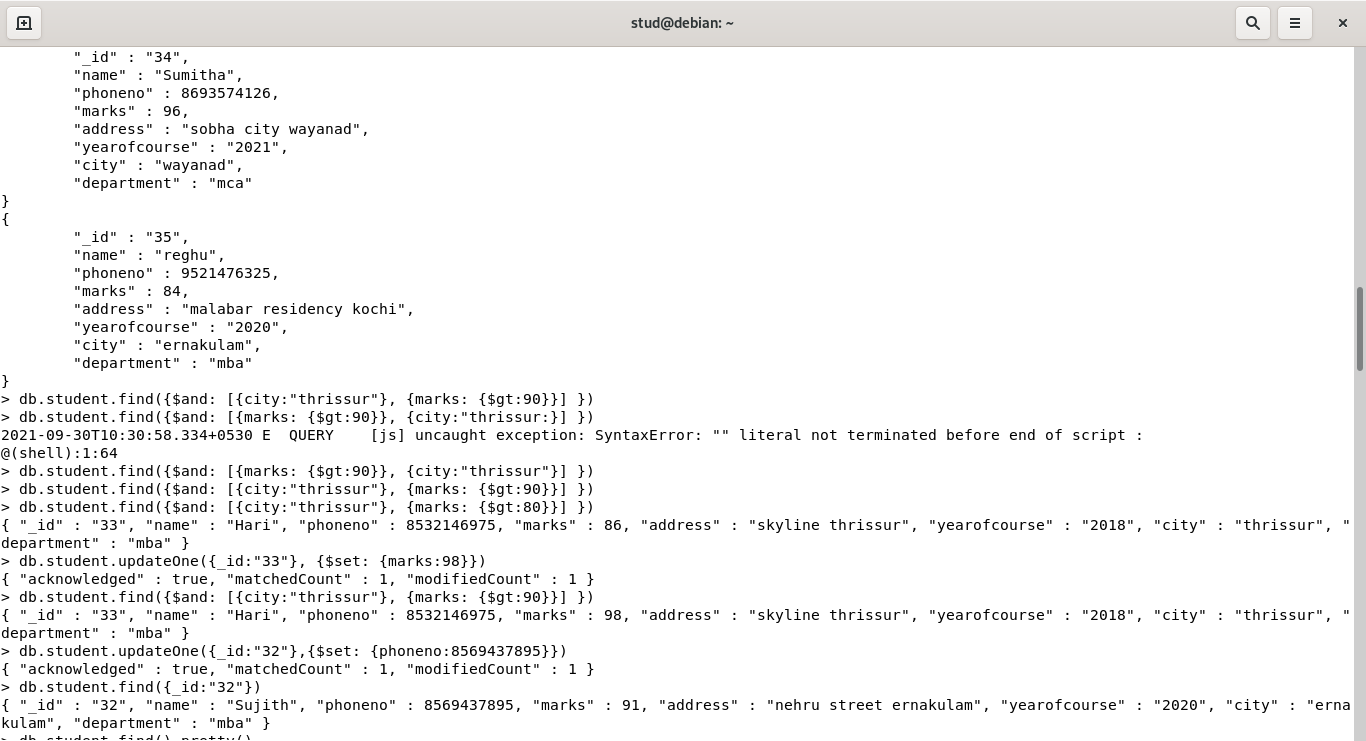 stud@debian: ~
"_id" : "34",
"name" : "Sumitha",
"phoneno" : 8693574126,
"marks" : 96,
"address" : "sobha city wayanad",
"yearofcourse" : "2021",
"city" : "wayanad",
"department" : "mca"
}
{
"_id" : "35",
"name" : "reghu",
"phoneno" : 9521476325,
"marks" : 84,
"address" : "malabar residency kochi",
"yearofcourse" : "2020",
"city" : "ernakulam",
"department" : "mba"
}
> db.student.find({$and: [{city:"thrissur"}, {marks: {$gt:90}}] })
> db.student.find({$and: [{marks: {$gt:90}}, {city:"thrissur:}] })
2021-09-30T10:30:58.334+0530 E  QUERY    [js] uncaught exception: SyntaxError: "" literal not terminated before end of script :
@(shell):1:64
> db.student.find({$and: [{marks: {$gt:90}}, {city:"thrissur"}] })
> db.student.find({$and: [{city:"thrissur"}, {marks: {$gt:90}}] })
> db.student.find({$and: [{city:"thrissur"}, {marks: {$gt:80}}] })
{ "_id" : "33", "name" : "Hari", "phoneno" : 8532146975, "marks" : 86, "address" : "skyline thrissur", "yearofcourse" : "2018", "city" : "thrissur", "
department" : "mba" }
> db.student.updateOne({_id:"33"}, {$set: {marks:98}})
{ "acknowledged" : true, "matchedCount" : 1, "modifiedCount" : 1 }
> db.student.find({$and: [{city:"thrissur"}, {marks: {$gt:90}}] })
{ "_id" : "33", "name" : "Hari", "phoneno" : 8532146975, "marks" : 98, "address" : "skyline thrissur", "yearofcourse" : "2018", "city" : "thrissur", "
department" : "mba" }
> db.student.updateOne({_id:"32"},{$set: {phoneno:8569437895}})
{ "acknowledged" : true, "matchedCount" : 1, "modifiedCount" : 1 }
> db.student.find({_id:"32"})
{ "_id" : "32", "name" : "Sujith", "phoneno" : 8569437895, "marks" : 91, "address" : "nehru street ernakulam", "yearofcourse" : "2020", "city" : "erna
kulam", "department" : "mba" }
> db.student.find().pretty()